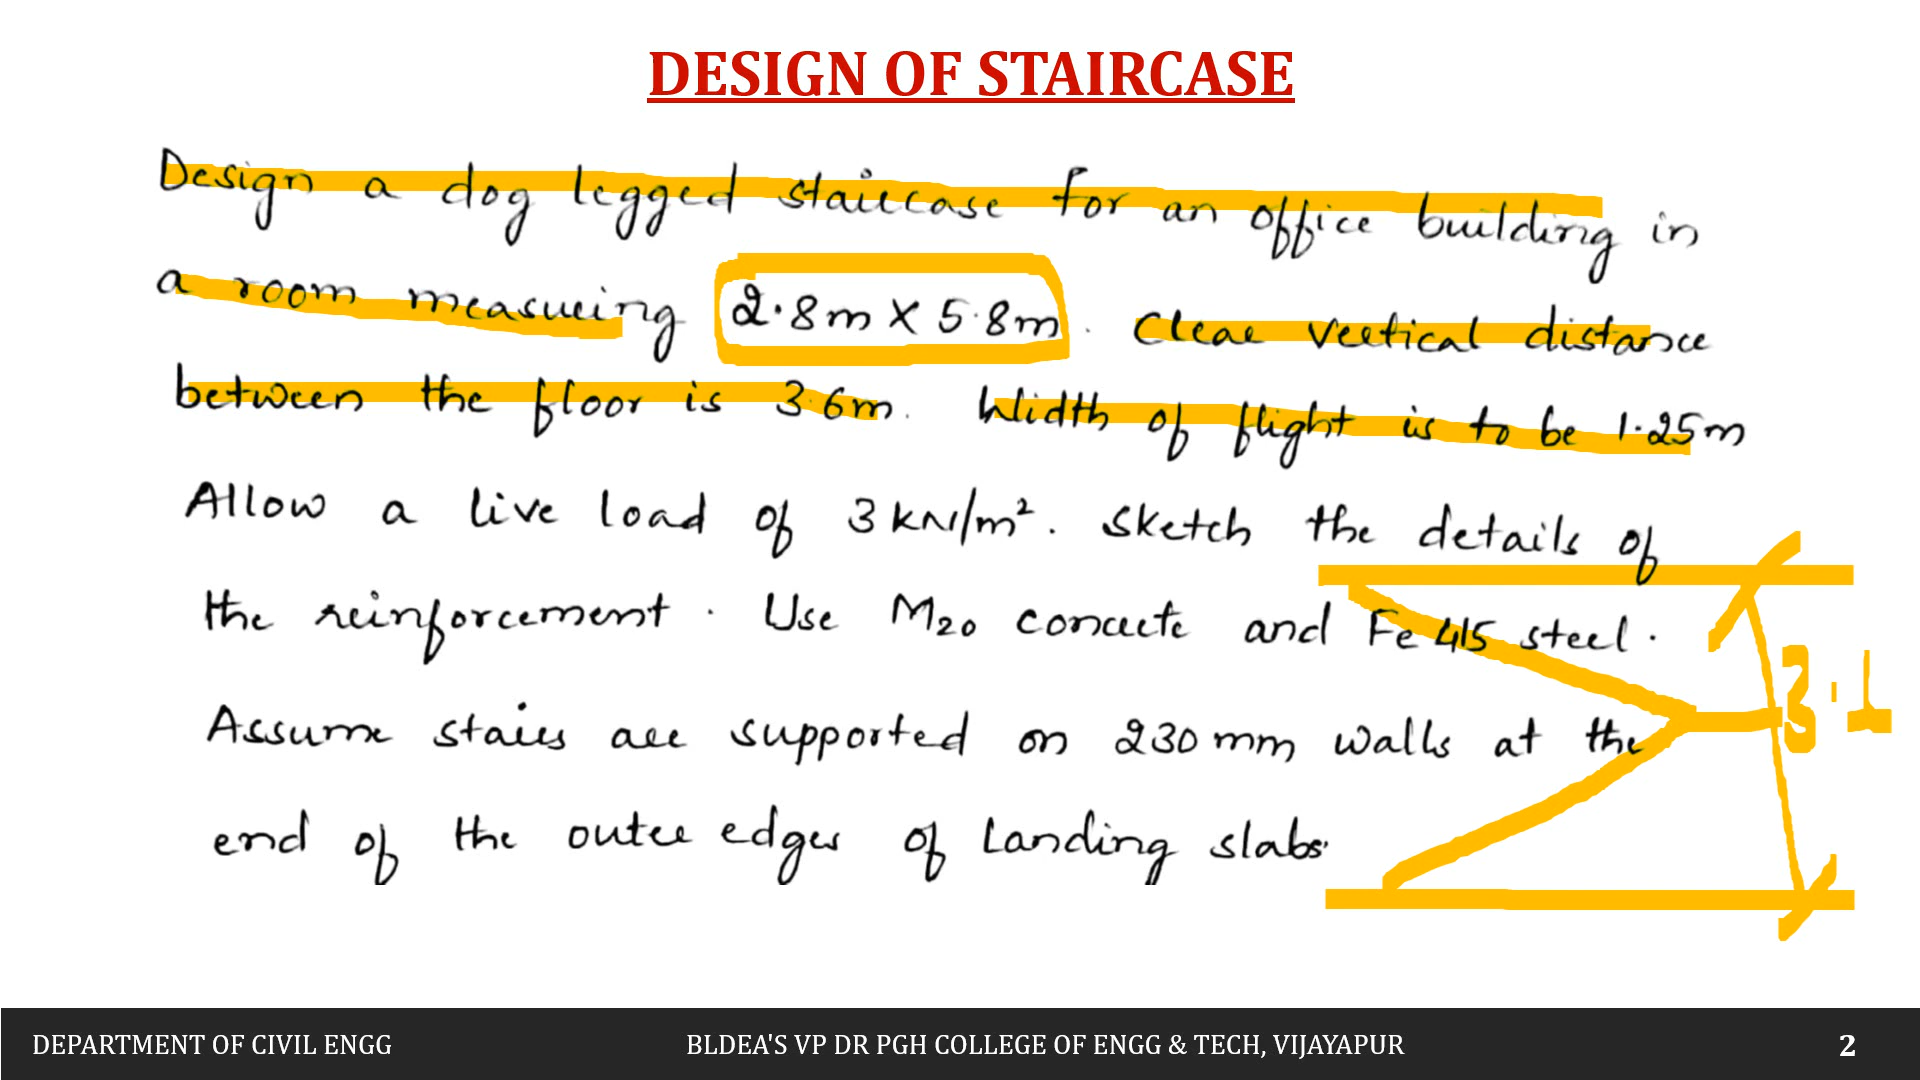 DESIGN OF STAIRCASE
Design a dog legged staircase for an office building in
a room measuring 2.8m X 5.8m. Clear vertical distance
between the floor is 3.6m. Width of flight is to be 1.25m
Allow a live load of 3 kN/m². Sketch the details of
the reinforcement. Use M20 concrete and Fe 415 steel.
Assume stairs are supported on 230 mm walls at the
end of the outer edges of landing slabs.
DEPARTMENT OF CIVIL ENGG BLDEA'S VP DR PGH COLLEGE OF ENGG & TECH, VIJAYAPUR 2